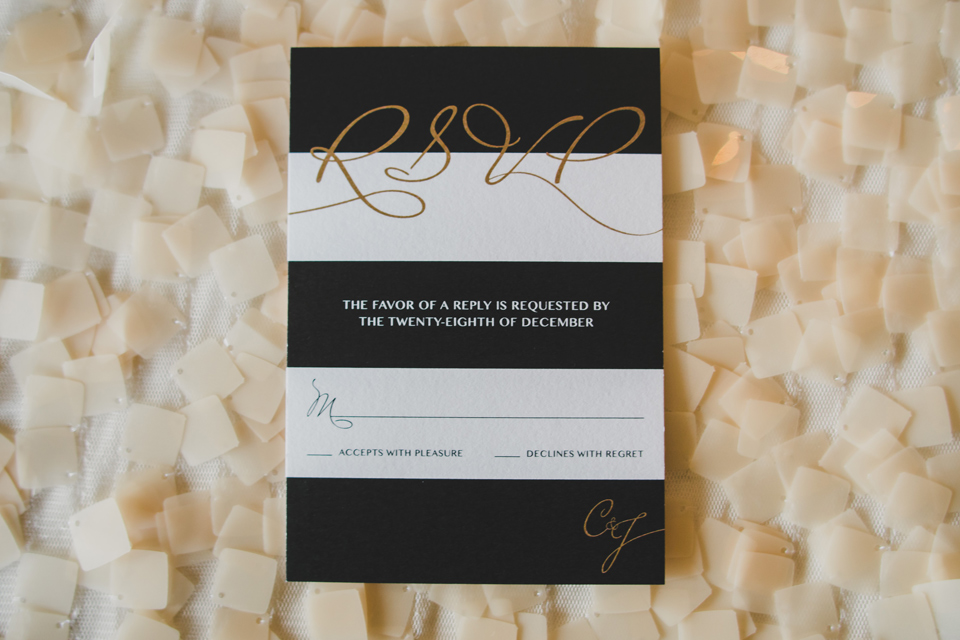 RSVP
THE FAVOR OF A REPLY IS REQUESTED BY
THE TWENTY-EIGHTH OF DECEMBER
M
ACCEPTS WITH PLEASURE DECLINES WITH REGRET
C&J